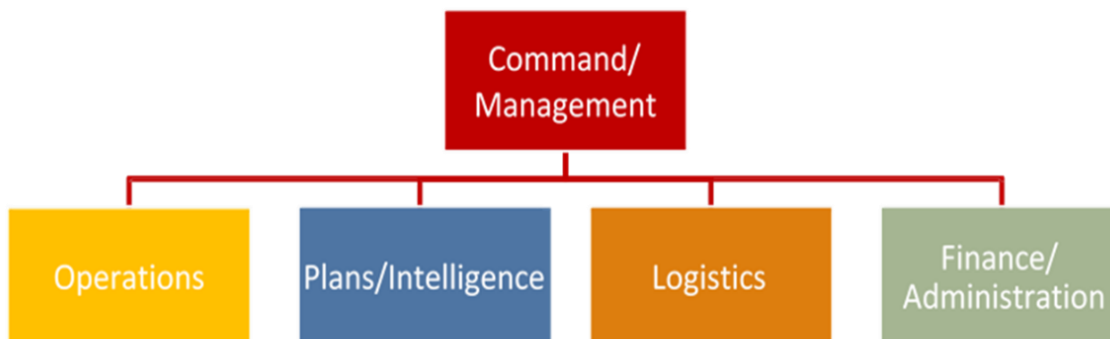 Command/
Management
Operations
Plans/Intelligence
Logistics
Finance/
Administration